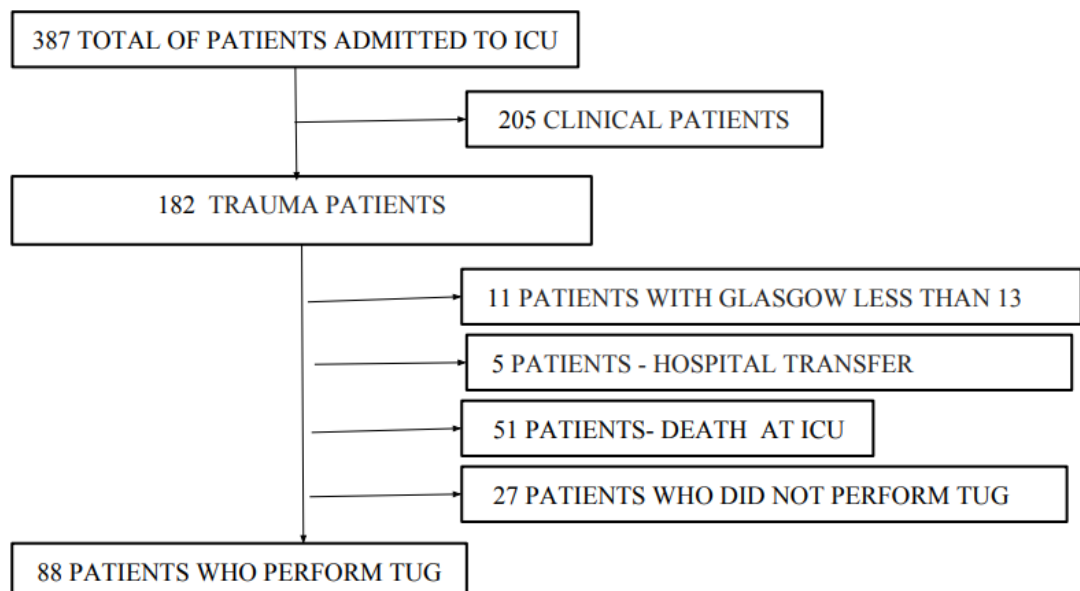 387 TOTAL OF PATIENTS ADMITTED TO ICU
205 CLINICAL PATIENTS
182 TRAUMA PATIENTS
11 PATIENTS WITH GLASGOW LESS THAN 13
5 PATIENTS - HOSPITAL TRANSFER
51 PATIENTS- DEATH AT ICU
27 PATIENTS WHO DID NOT PERFORM TUG
88 PATIENTS WHO PERFORM TUG